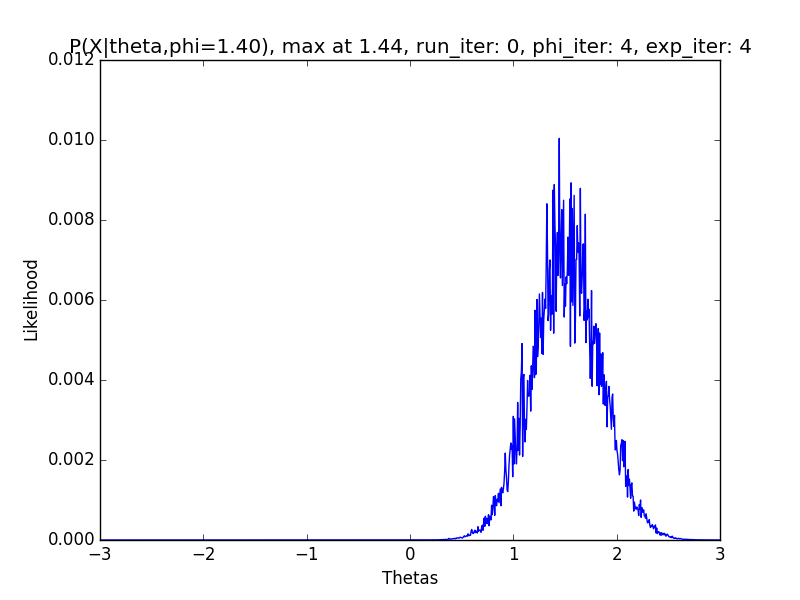 P(X|theta,phi=1.40), max at 1.44, run_iter: 0, phi_iter: 4, exp_iter: 4
0.012
0.010
0.008
0.006
0.004
0.002
0.000
Likelihood
−3 −2 −1 0 1 2 3
Thetas